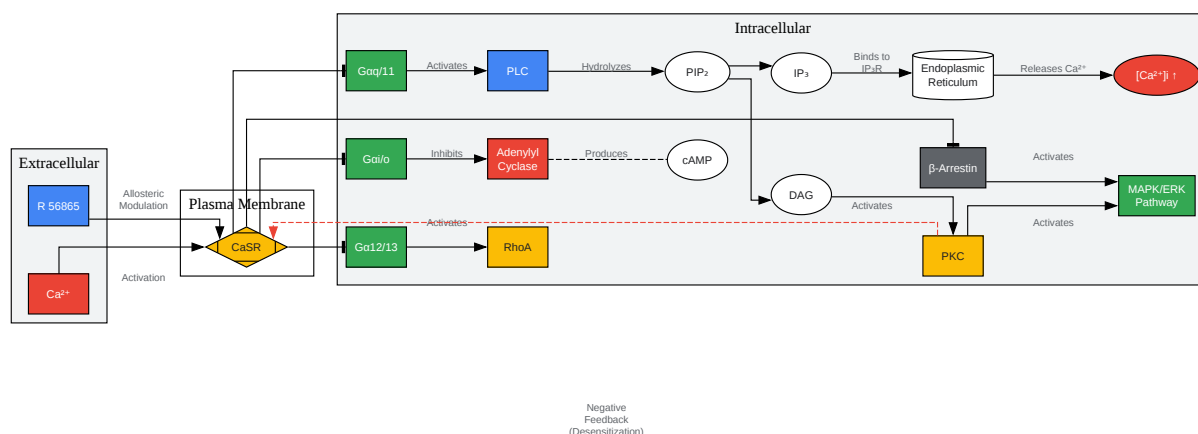 Intracellular
Gαq/11
Activates
PLC
Hydrolyzes
PIP₂
IP₃
Binds to
IP₃R
Endoplasmic
Reticulum
Releases Ca²⁺
[Ca²⁺]i ↑
Extracellular
R 56865
Allosteric
Modulation
Ca²⁺
Activation
Plasma Membrane
CaSR
Gαi/o
Inhibits
Adenylyl
Cyclase
Produces
cAMP
β-Arrestin
Activates
MAPK/ERK
Pathway
DAG
Activates
Activates
Gα12/13
Activates
RhoA
PKC
Negative
Feedback
(Desensitization)